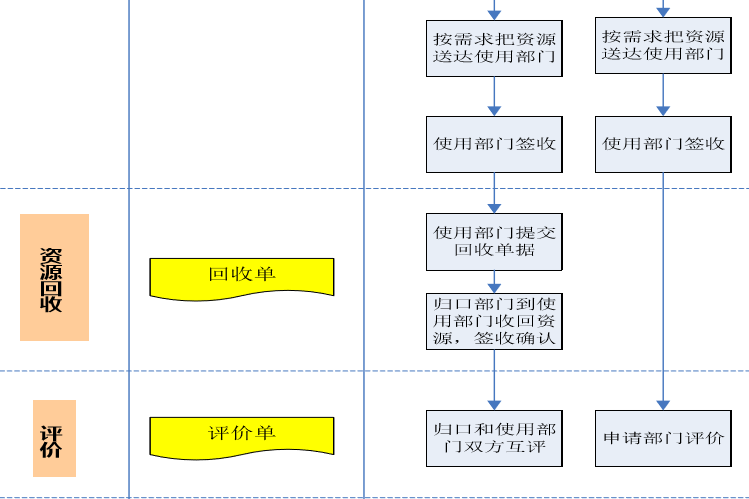 按需求把资源
送达使用部门
按需求把资源
送达使用部门
使用部门签收
使用部门签收
资源回收
回收单
使用部门提交
回收单据
归口部门到使
用部门收回资
源，签收确认
评价
评价单
归口和使用部
门双方互评
申请部门评价